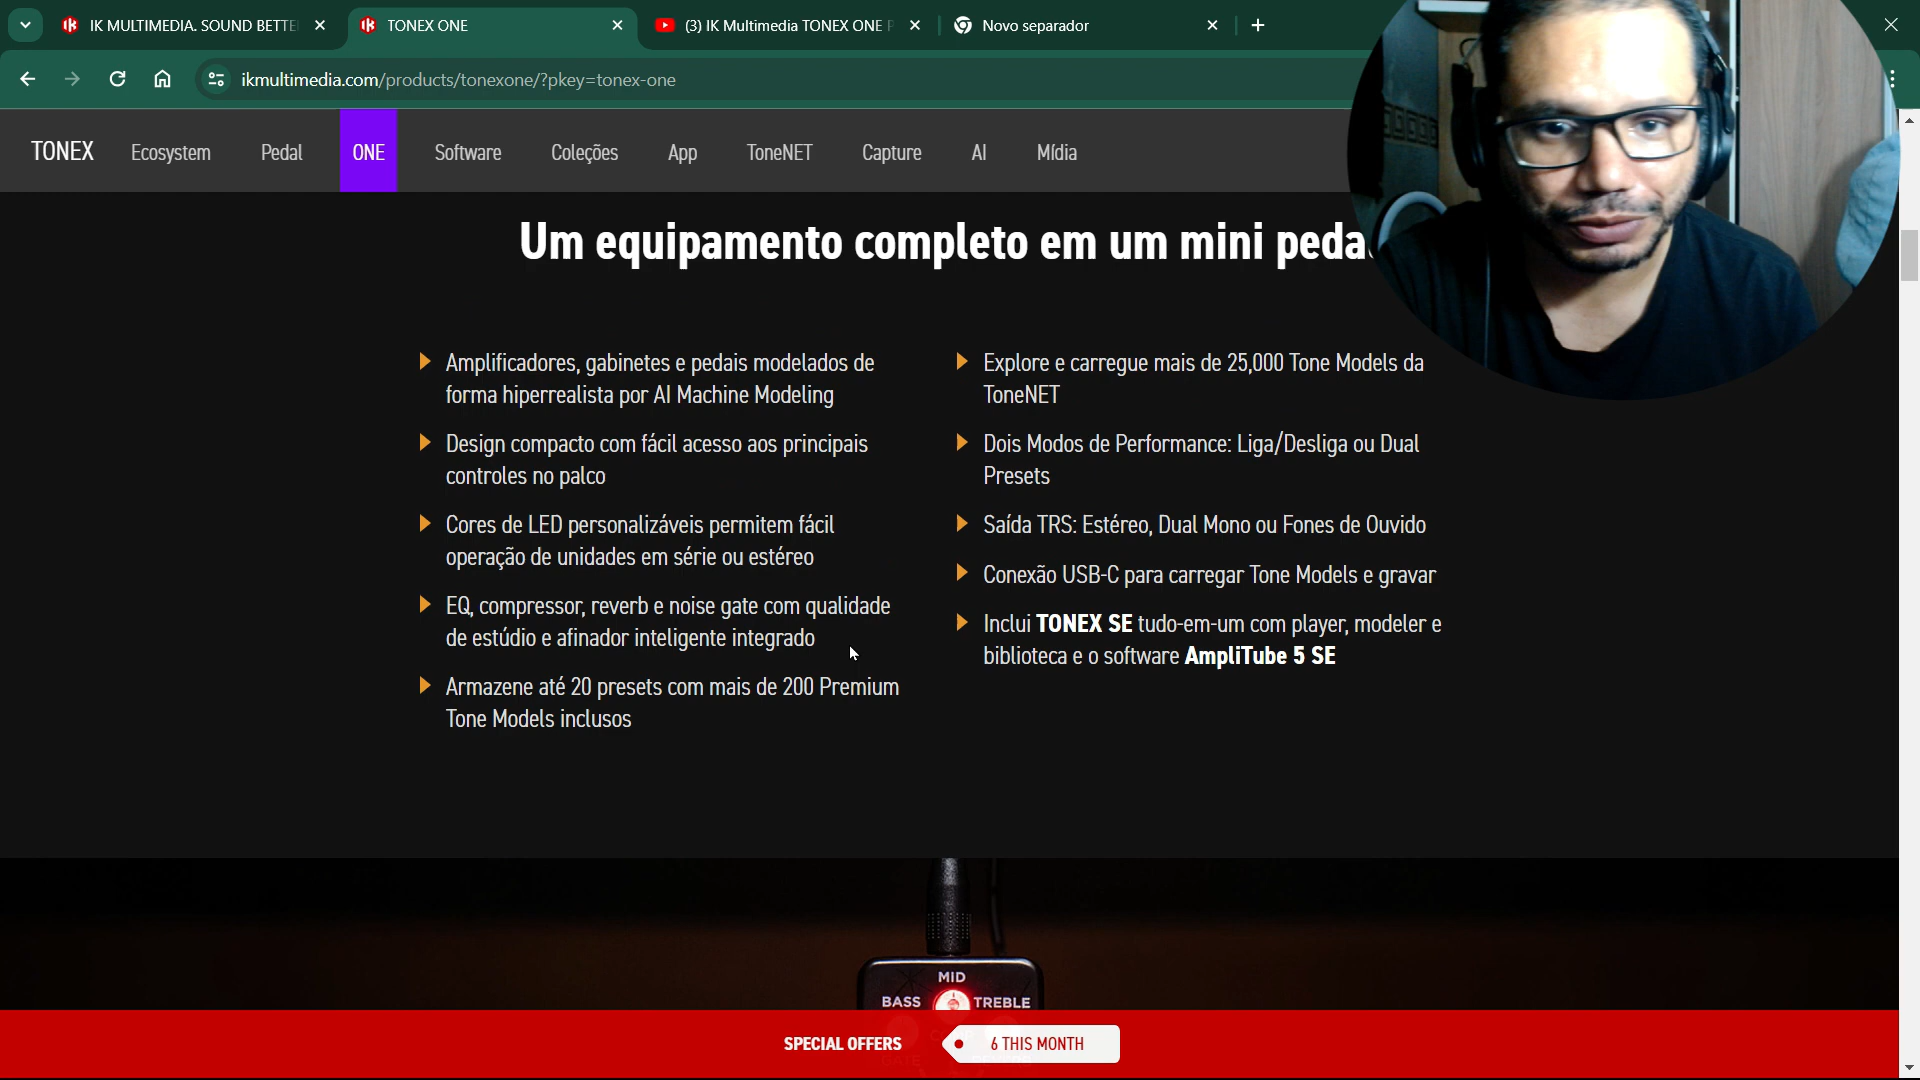 IK MULTIMEDIA. SOUND BETTE
TONEX ONE
(3) IK Multimedia TONEX ONE P
Novo separador
ikmultimedia.com/products/tonexone/?pkey=tonex-one
TONEX
Ecosystem
Pedal
ONE
Software
Coleções
App
ToneNET
Capture
AI
Mídia
Um equipamento completo em um mini peda
Amplificadores, gabinetes e pedais modelados de
forma hiperrealista por AI Machine Modeling
Design compacto com fácil acesso aos principais
controles no palco
Cores de LED personalizáveis permitem fácil
operação de unidades em série ou estéreo
EQ, compressor, reverb e noise gate com qualidade
de estúdio e afinador inteligente integrado
Armazene até 20 presets com mais de 200 Premium
Tone Models inclusos
Explore e carregue mais de 25,000 Tone Models da
ToneNET
Dois Modos de Performance: Liga/Desliga ou Dual
Presets
Saída TRS: Estéreo, Dual Mono ou Fones de Ouvido
Conexão USB-C para carregar Tone Models e gravar
Inclui TONEX SE tudo-em-um com player, modeler e
biblioteca e o software AmpliTube 5 SE
MID
BASS
TREBLE
SPECIAL OFFERS
6 THIS MONTH